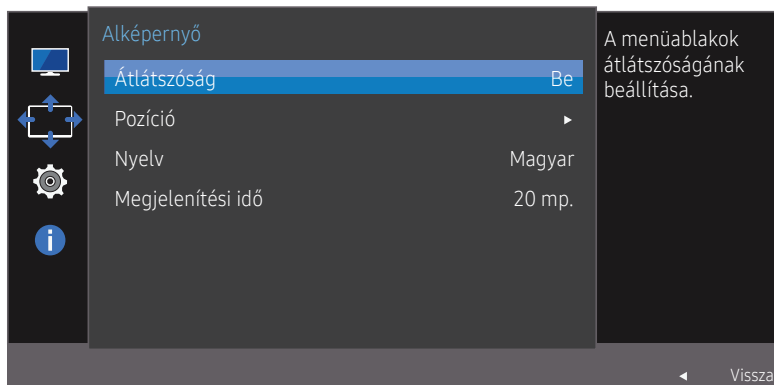 Alképernyő
Átlátszóság Be
Pozíció ►
Nyelv Magyar
Megjelenítési idő 20 mp.
A menüablakok
átlátszóságának
beállítása.
◄ Vissza